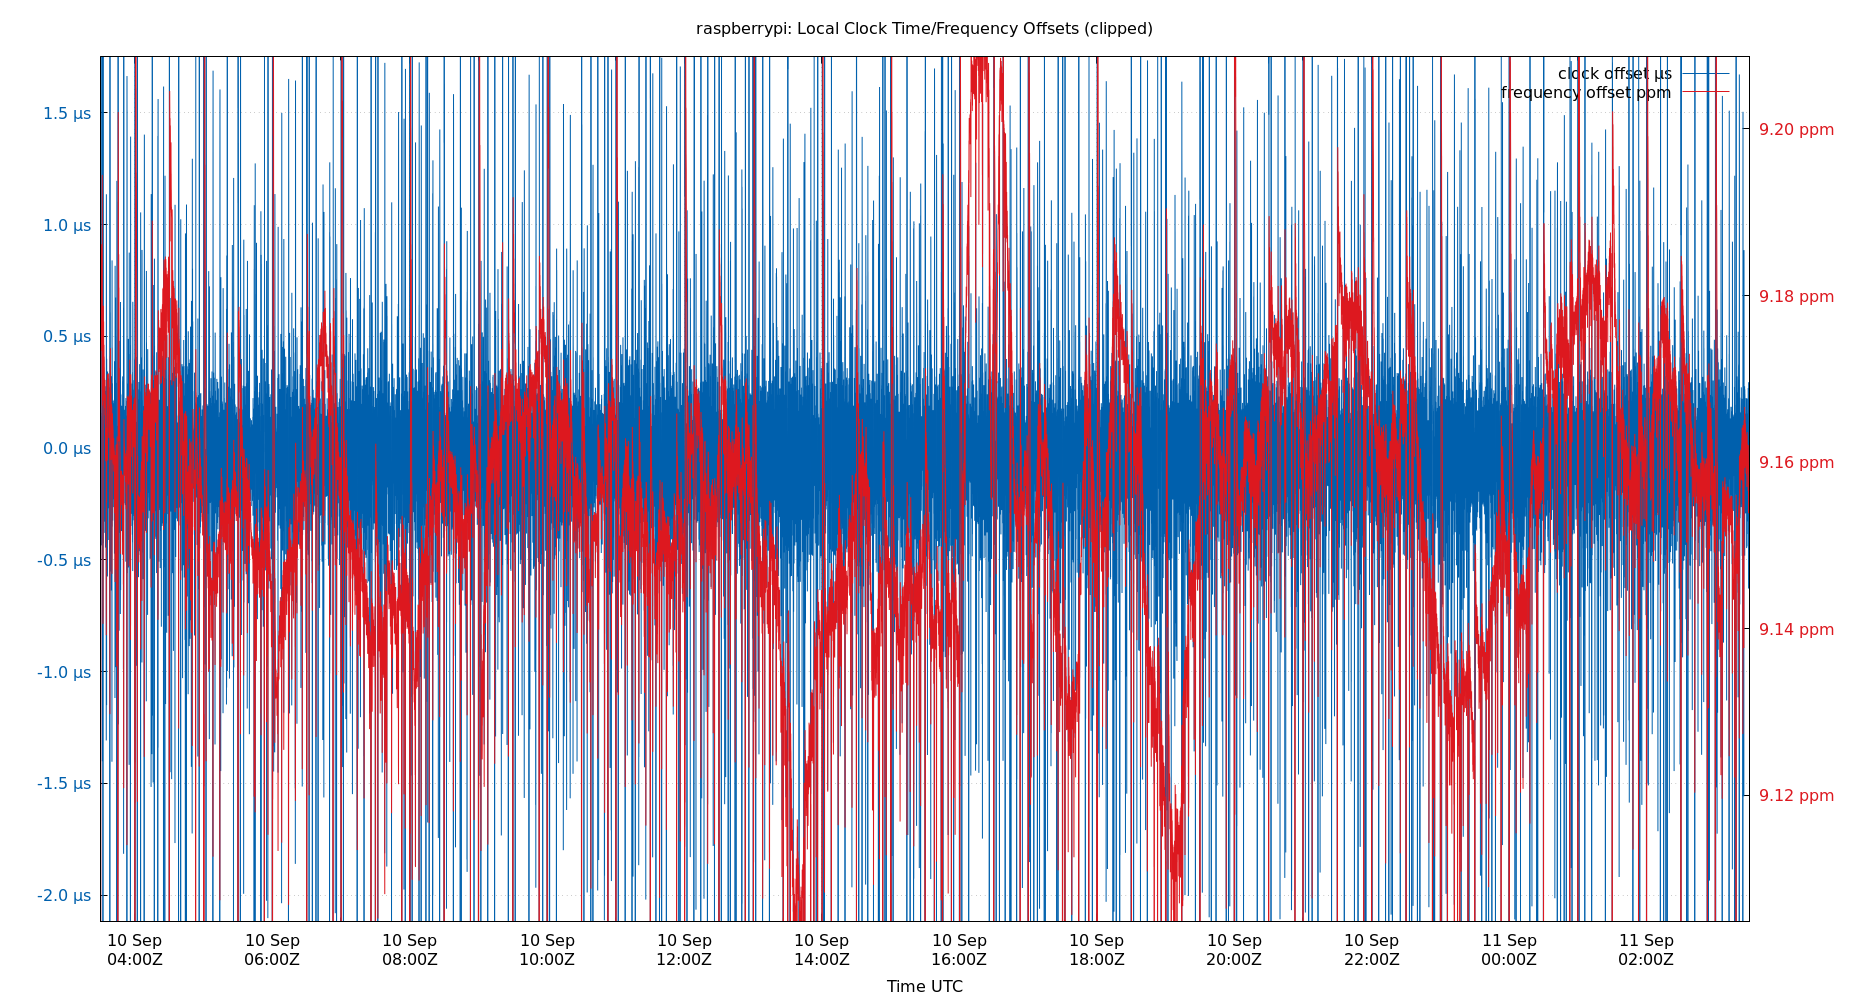 raspberrypi: Local Clock Time/Frequency Offsets (clipped)
clock offset µs
frequency offset ppm
1.5 µs
1.0 µs
0.5 µs
0.0 µs
-0.5 µs
-1.0 µs
-1.5 µs
-2.0 µs
9.20 ppm
9.18 ppm
9.16 ppm
9.14 ppm
9.12 ppm
10 Sep 10 Sep 10 Sep 10 Sep 10 Sep 10 Sep 10 Sep 10 Sep 10 Sep 10 Sep 11 Sep 11 Sep
04:00Z 06:00Z 08:00Z 10:00Z 12:00Z 14:00Z 16:00Z 18:00Z 20:00Z 22:00Z 00:00Z 02:00Z
Time UTC